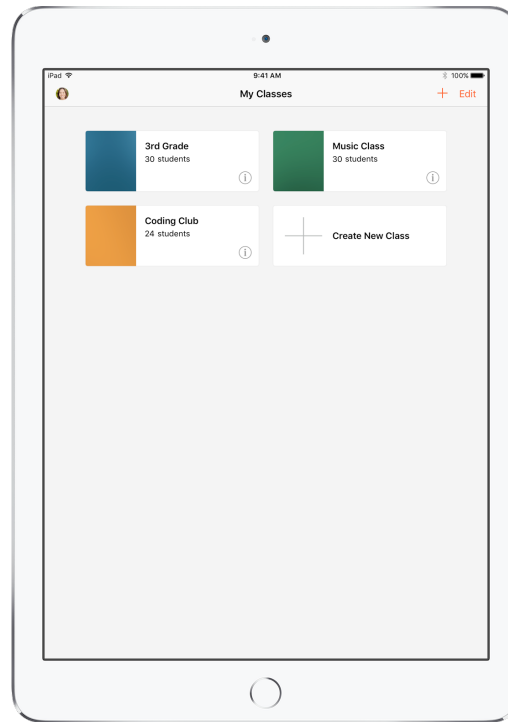 iPad 9:41 AM 100%
My Classes + Edit
3rd Grade
30 students
Music Class
30 students
Coding Club
24 students
Create New Class